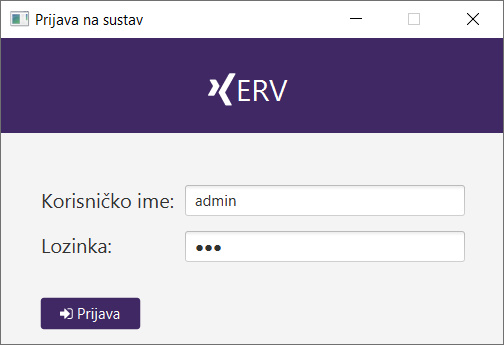 Prijava na sustav
ERV
Korisničko ime:
admin
Lozinka:
●●●
Prijava